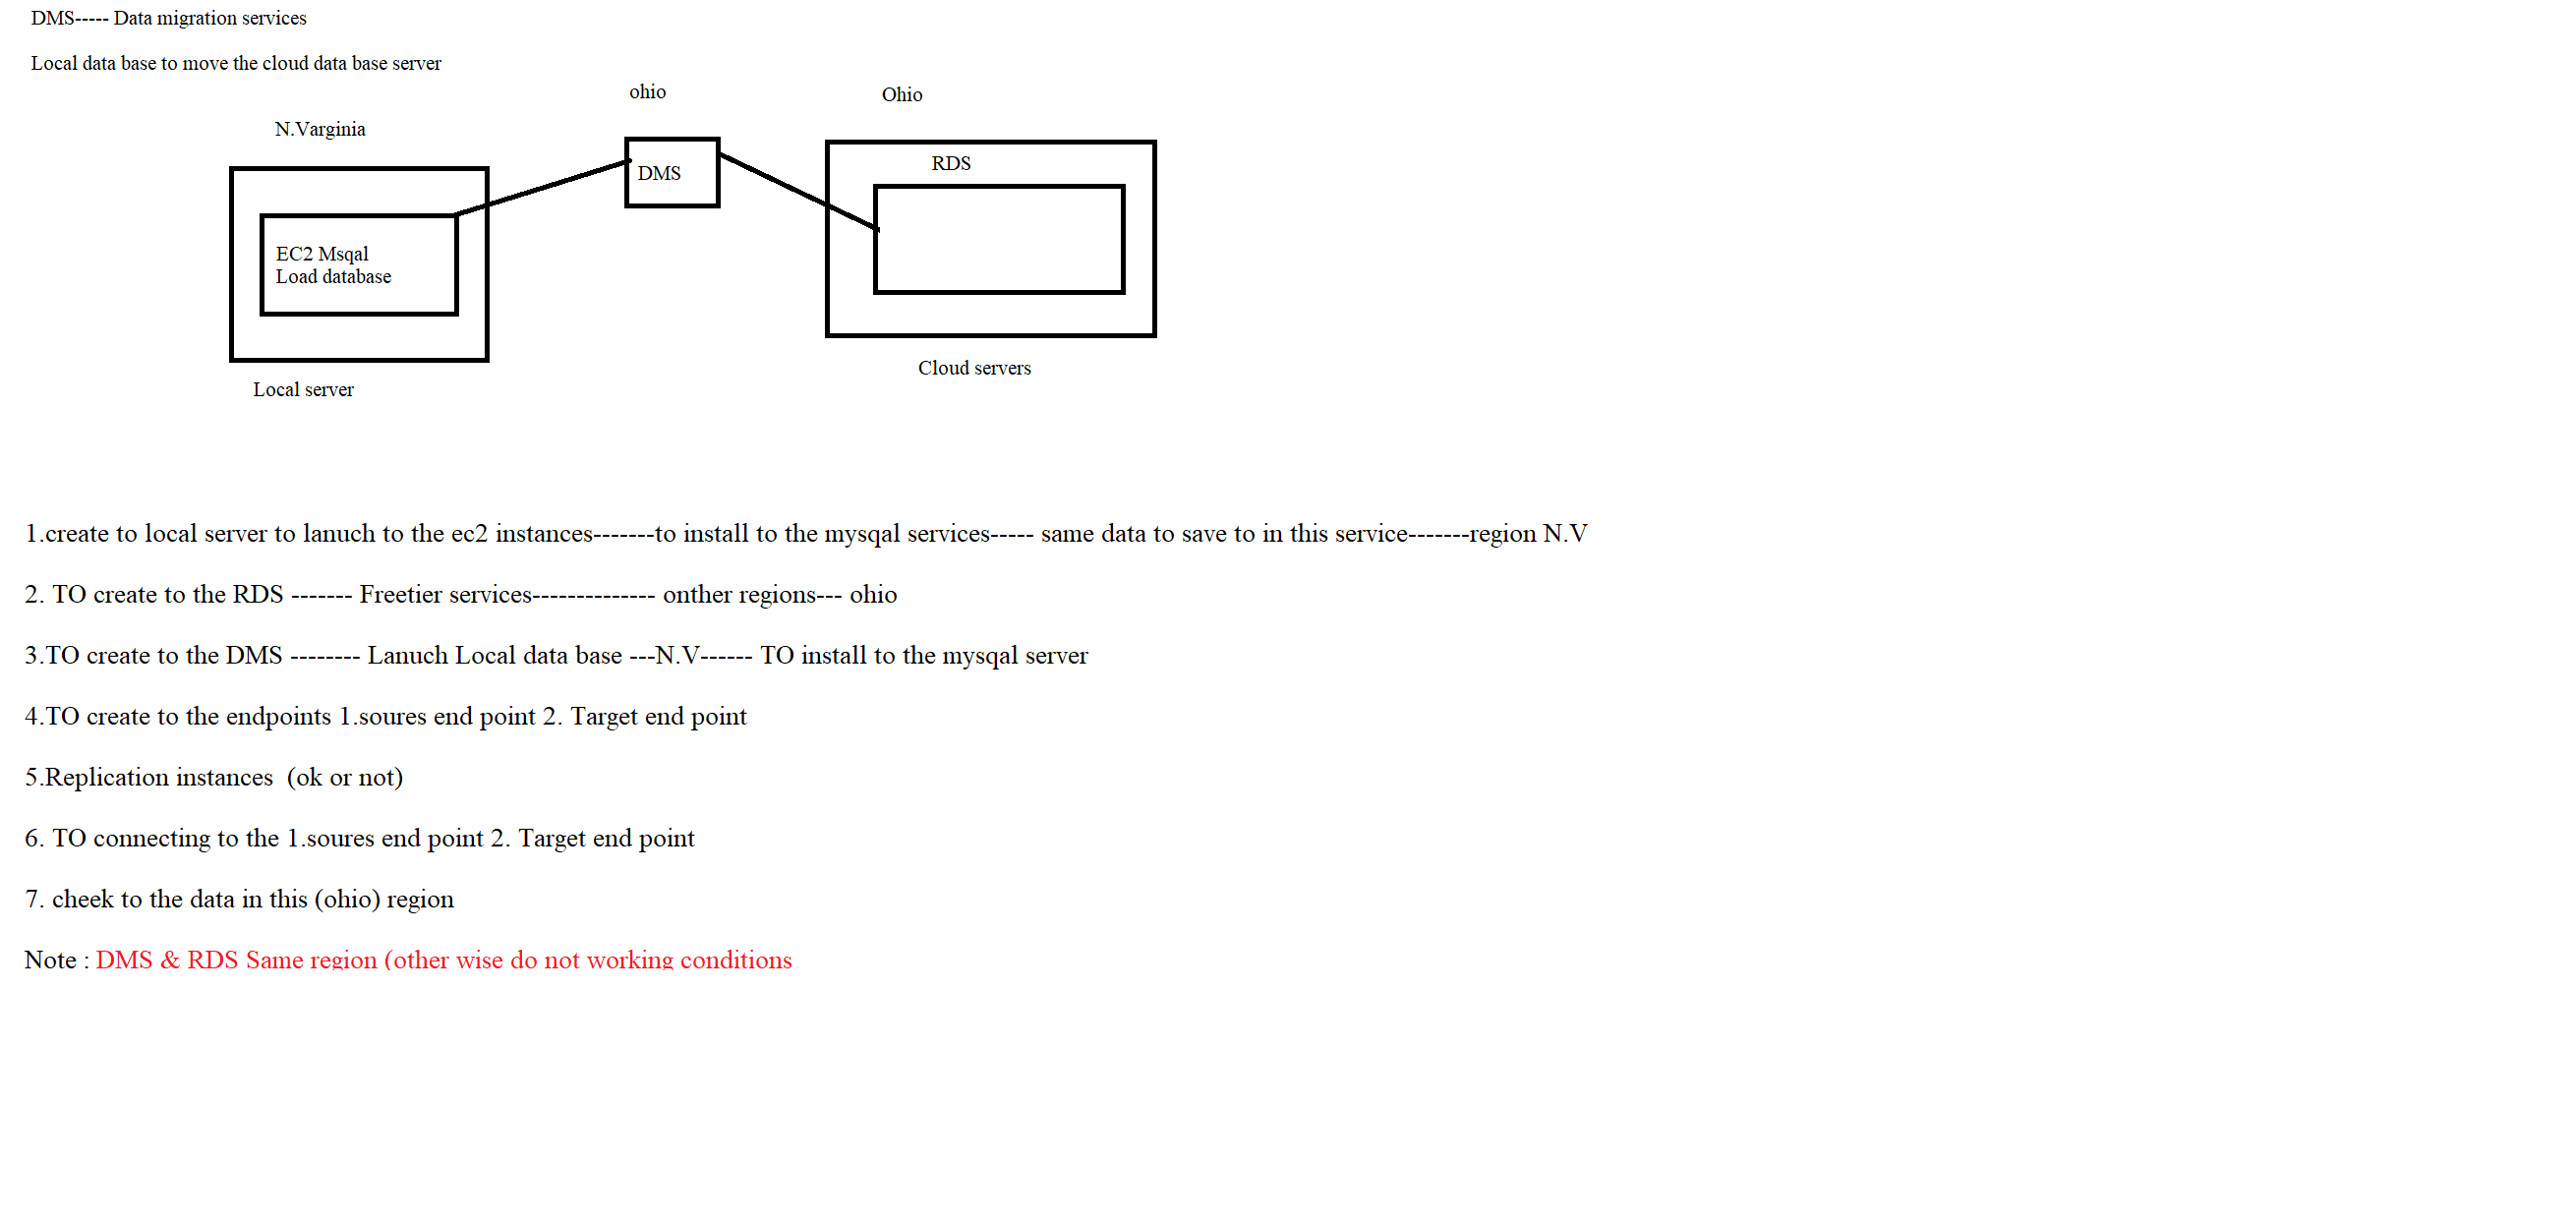 DMS----- Data migration services
Local data base to move the cloud data base server
ohio
Ohio
N.Varginia
RDS
DMS
EC2 Msqal
Load database
Cloud servers
Local server
1.create to local server to lanuch to the ec2 instances-------to install to the mysqal services----- same data to save to in this service-------region N.V
2. TO create to the RDS ------- Freetier services-------------- onther regions--- ohio
3.TO create to the DMS -------- Lanuch Local data base ---N.V------ TO install to the mysqal server
4.TO create to the endpoints 1.soures end point 2. Target end point
5.Replication instances  (ok or not)
6. TO connecting to the 1.soures end point 2. Target end point
7. cheek to the data in this (ohio) region
Note : DMS & RDS Same region (other wise do not working conditions